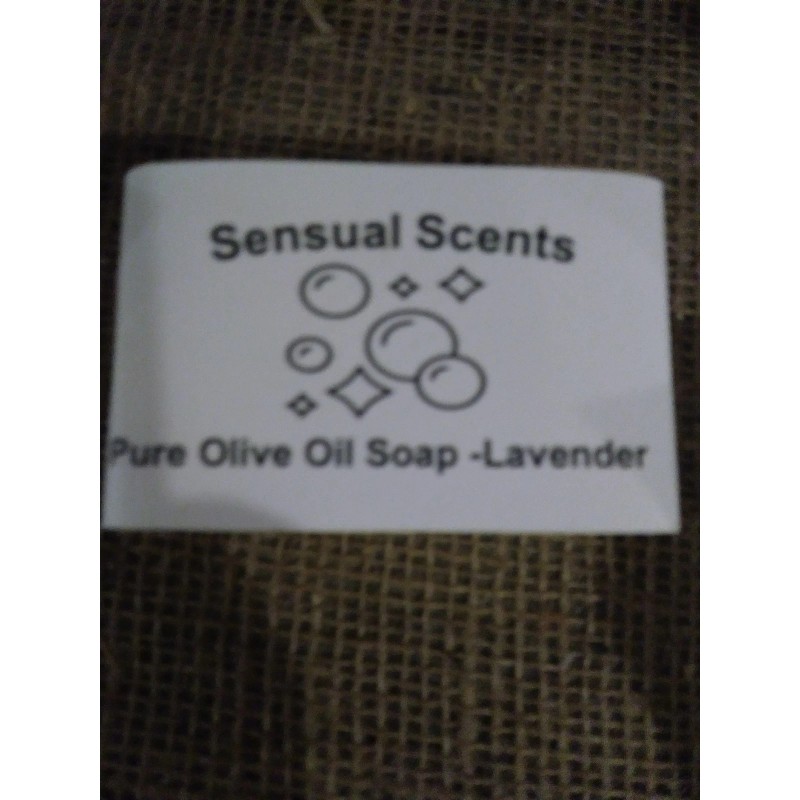 Sensual Scents
Pure Olive Oil Soap -Lavender